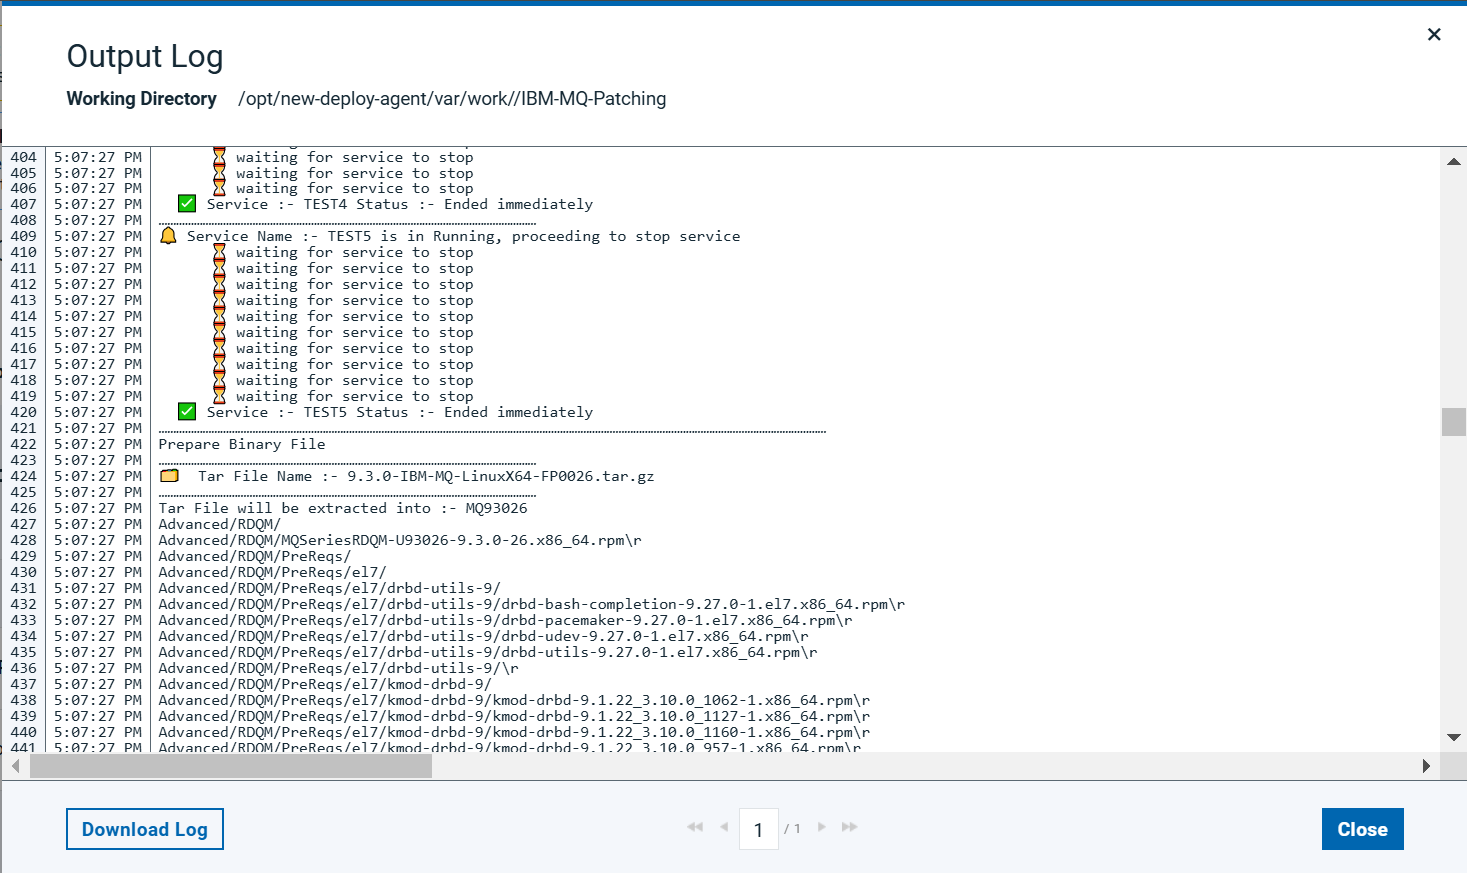 Output Log
Working Directory /opt/new-deploy-agent/var/work//IBM-MQ-Patching
404 5:07:27 PM ⏳ waiting for service to stop
405 5:07:27 PM ⏳ waiting for service to stop
406 5:07:27 PM ⏳ waiting for service to stop
407 5:07:27 PM ✅ Service :- TEST4 Status :- Ended immediately
408 5:07:27 PM
409 5:07:27 PM 🔔 Service Name :- TEST5 is in Running, proceeding to stop service
410 5:07:27 PM ⏳ waiting for service to stop
411 5:07:27 PM ⏳ waiting for service to stop
412 5:07:27 PM ⏳ waiting for service to stop
413 5:07:27 PM ⏳ waiting for service to stop
414 5:07:27 PM ⏳ waiting for service to stop
415 5:07:27 PM ⏳ waiting for service to stop
416 5:07:27 PM ⏳ waiting for service to stop
417 5:07:27 PM ⏳ waiting for service to stop
418 5:07:27 PM ⏳ waiting for service to stop
419 5:07:27 PM ⏳ waiting for service to stop
420 5:07:27 PM ✅ Service :- TEST5 Status :- Ended immediately
421 5:07:27 PM
422 5:07:27 PM Prepare Binary File
423 5:07:27 PM
424 5:07:27 PM 🗂 Tar File Name :- 9.3.0-IBM-MQ-LinuxX64-FP0026.tar.gz
425 5:07:27 PM
426 5:07:27 PM Tar File will be extracted into :- MQ93026
427 5:07:27 PM Advanced/RDQM/
428 5:07:27 PM Advanced/RDQM/MQSeriesRDQM-U93026-9.3.0-26.x86_64.rpm\r
429 5:07:27 PM Advanced/RDQM/PreReqs/
430 5:07:27 PM Advanced/RDQM/PreReqs/el7/
431 5:07:27 PM Advanced/RDQM/PreReqs/el7/drbd-utils-9/
432 5:07:27 PM Advanced/RDQM/PreReqs/el7/drbd-utils-9/drbd-bash-completion-9.27.0-1.el7.x86_64.rpm\r
433 5:07:27 PM Advanced/RDQM/PreReqs/el7/drbd-utils-9/drbd-pacemaker-9.27.0-1.el7.x86_64.rpm\r
434 5:07:27 PM Advanced/RDQM/PreReqs/el7/drbd-utils-9/drbd-udev-9.27.0-1.el7.x86_64.rpm\r
435 5:07:27 PM Advanced/RDQM/PreReqs/el7/drbd-utils-9/drbd-utils-9.27.0-1.el7.x86_64.rpm\r
436 5:07:27 PM Advanced/RDQM/PreReqs/el7/drbd-utils-9/\r
437 5:07:27 PM Advanced/RDQM/PreReqs/el7/kmod-drbd-9/
438 5:07:27 PM Advanced/RDQM/PreReqs/el7/kmod-drbd-9/kmod-drbd-9.1.22_3.10.0_1062-1.x86_64.rpm\r
439 5:07:27 PM Advanced/RDQM/PreReqs/el7/kmod-drbd-9/kmod-drbd-9.1.22_3.10.0_1127-1.x86_64.rpm\r
440 5:07:27 PM Advanced/RDQM/PreReqs/el7/kmod-drbd-9/kmod-drbd-9.1.22_3.10.0_1160-1.x86_64.rpm\r
441 5:07:27 PM Advanced/RDQM/PreReqs/el7/kmod-drbd-9/kmod-drbd-9.1.22_3.10.0_957-1.x86_64.rpm\r
Download Log
1 / 1
Close